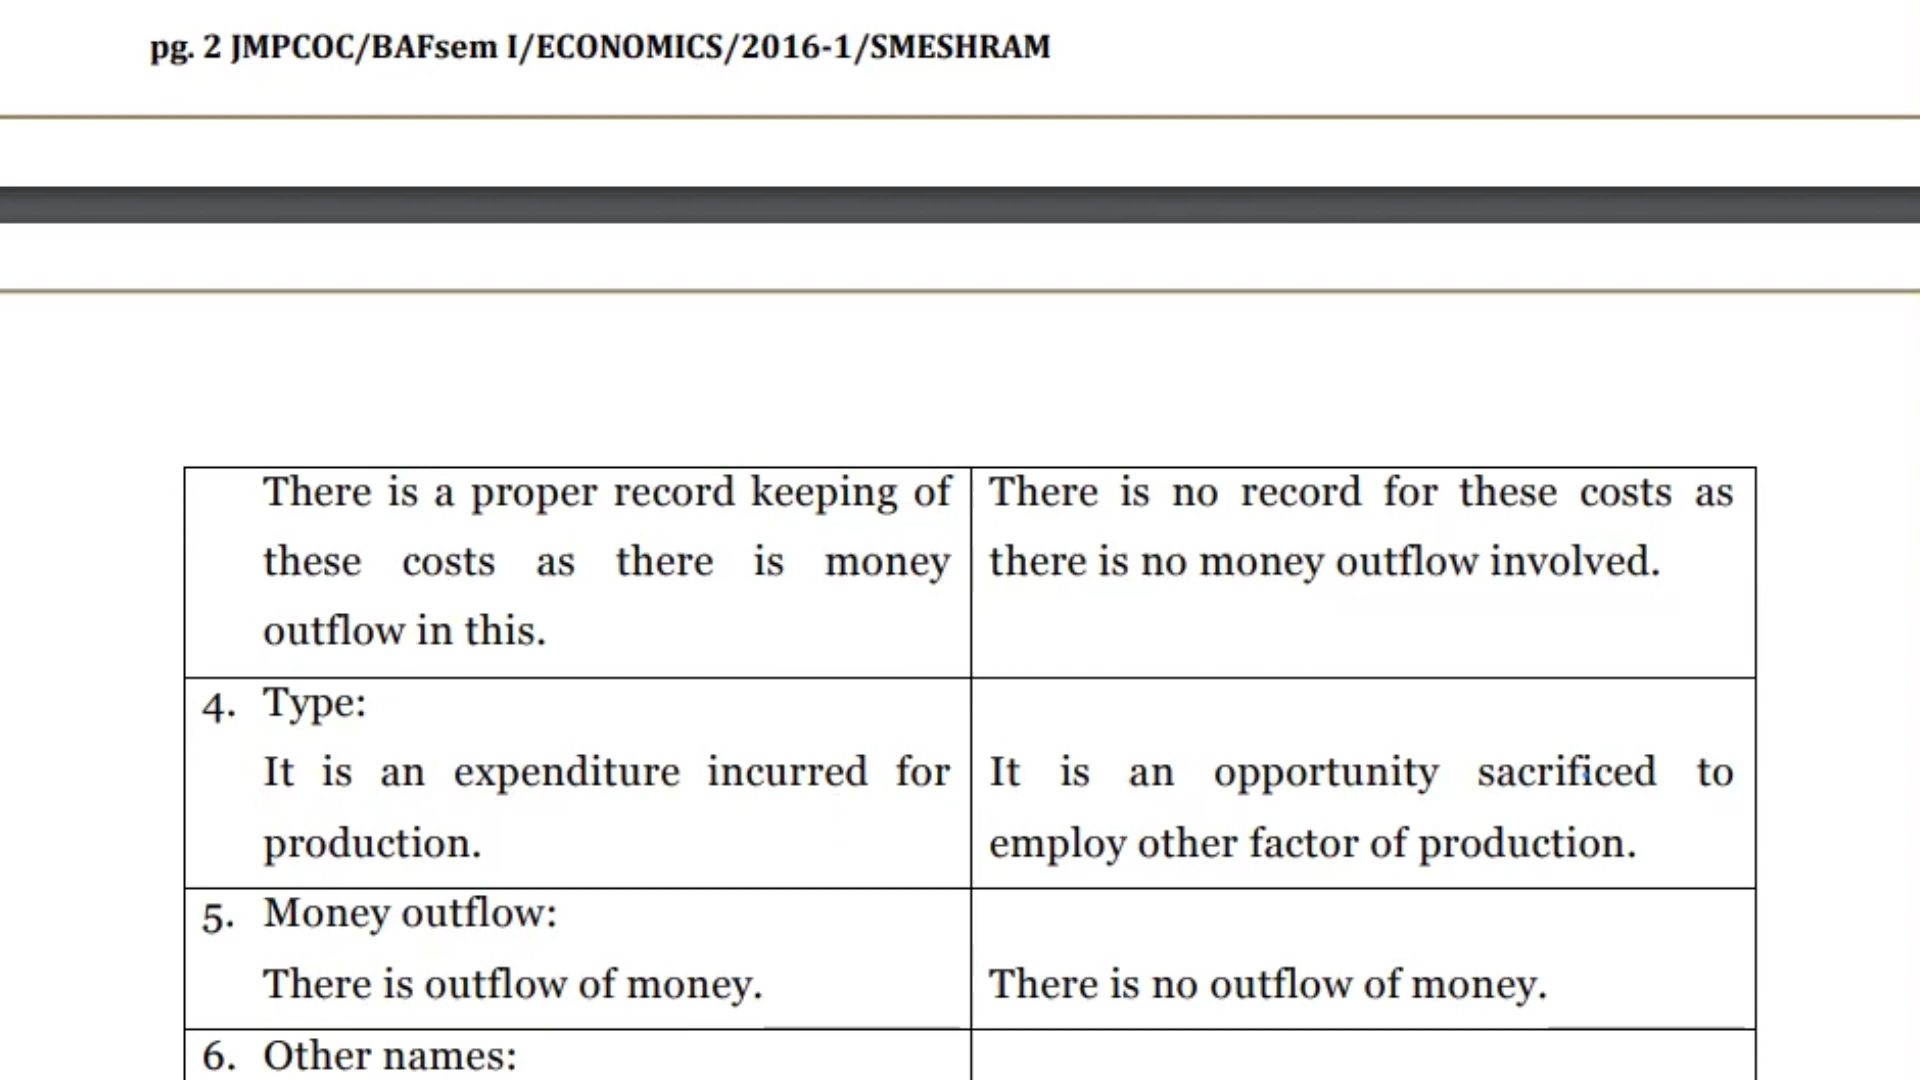 pg. 2 JMPCOC/BAFsem I/ECONOMICS/2016-1/SMESHRAM
There is a proper record keeping of
these costs as there is money
outflow in this.
There is no record for these costs as
there is no money outflow involved.
4. Type:
It is an expenditure incurred for
production.
It is an opportunity sacrificed to
employ other factor of production.
5. Money outflow:
There is outflow of money.
There is no outflow of money.
6. Other names: